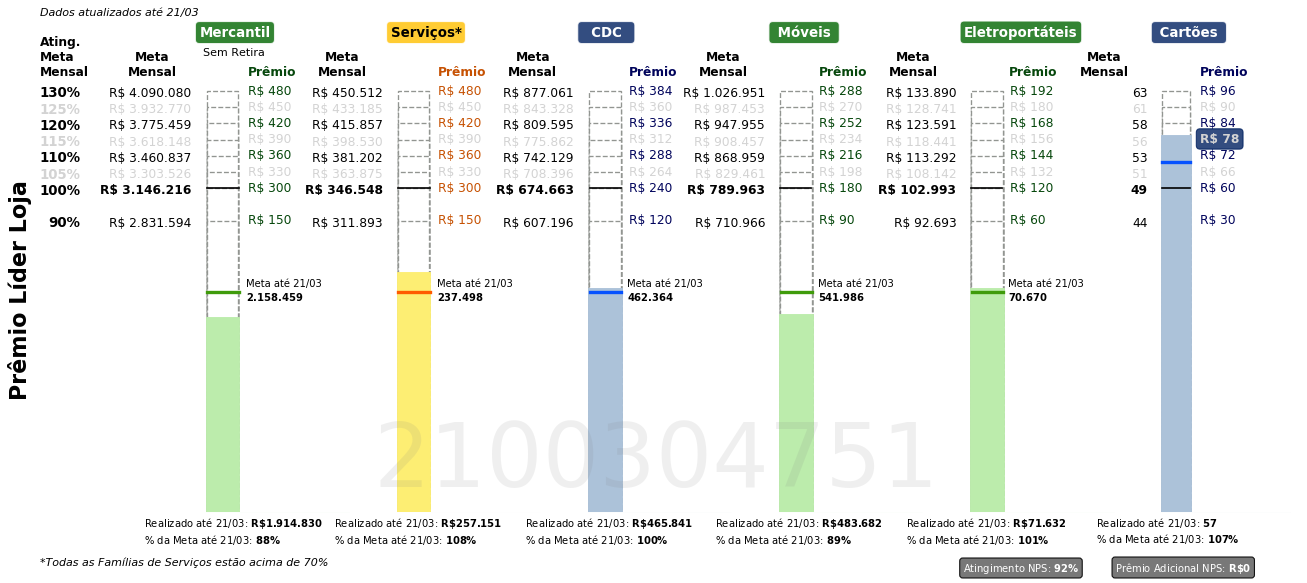 Dados atualizados até 21/03
Mercantil Serviços* CDC Móveis Eletroportáteis Cartões
Sem Retira
Ating. Meta Mensal
Meta Mensal Prêmio Meta Mensal Prêmio Meta Mensal Prêmio Meta Mensal Prêmio Meta Mensal Prêmio Meta Mensal Prêmio
130% R$ 4.090.080 R$ 480 R$ 450.512 R$ 480 R$ 877.061 R$ 384 R$ 1.026.951 R$ 288 R$ 133.890 R$ 192 63 R$ 96
125% R$ 3.932.770 R$ 450 R$ 433.185 R$ 450 R$ 843.328 R$ 360 R$ 987.453 R$ 270 R$ 128.741 R$ 180 61 R$ 90
120% R$ 3.775.459 R$ 420 R$ 415.857 R$ 420 R$ 809.595 R$ 336 R$ 947.955 R$ 252 R$ 123.591 R$ 168 58 R$ 84
115% R$ 3.618.148 R$ 390 R$ 398.530 R$ 390 R$ 775.862 R$ 312 R$ 908.457 R$ 234 R$ 118.441 R$ 156 56 R$ 78
110% R$ 3.460.837 R$ 360 R$ 381.202 R$ 360 R$ 742.129 R$ 288 R$ 868.959 R$ 216 R$ 113.292 R$ 144 53 R$ 72
105% R$ 3.303.526 R$ 330 R$ 363.875 R$ 330 R$ 708.396 R$ 264 R$ 829.461 R$ 198 R$ 108.142 R$ 132 51 R$ 66
100% R$ 3.146.216 R$ 300 R$ 346.548 R$ 300 R$ 674.663 R$ 240 R$ 789.963 R$ 180 R$ 102.993 R$ 120 49 R$ 60
90% R$ 2.831.594 R$ 150 R$ 311.893 R$ 150 R$ 607.196 R$ 120 R$ 710.966 R$ 90 R$ 92.693 R$ 60 44 R$ 30
Prêmio Líder Loja
Meta até 21/03 Meta até 21/03 Meta até 21/03 Meta até 21/03 Meta até 21/03
2.158.459 237.498 462.364 541.986 70.670
2100304751
Realizado até 21/03: R$1.914.830 Realizado até 21/03: R$257.151 Realizado até 21/03: R$465.841 Realizado até 21/03: R$483.682 Realizado até 21/03: R$71.632 Realizado até 21/03: 57
% da Meta até 21/03: 88% % da Meta até 21/03: 108% % da Meta até 21/03: 100% % da Meta até 21/03: 89% % da Meta até 21/03: 101% % da Meta até 21/03: 107%
*Todas as Famílias de Serviços estão acima de 70%
Atingimento NPS: 92% Prêmio Adicional NPS: R$0